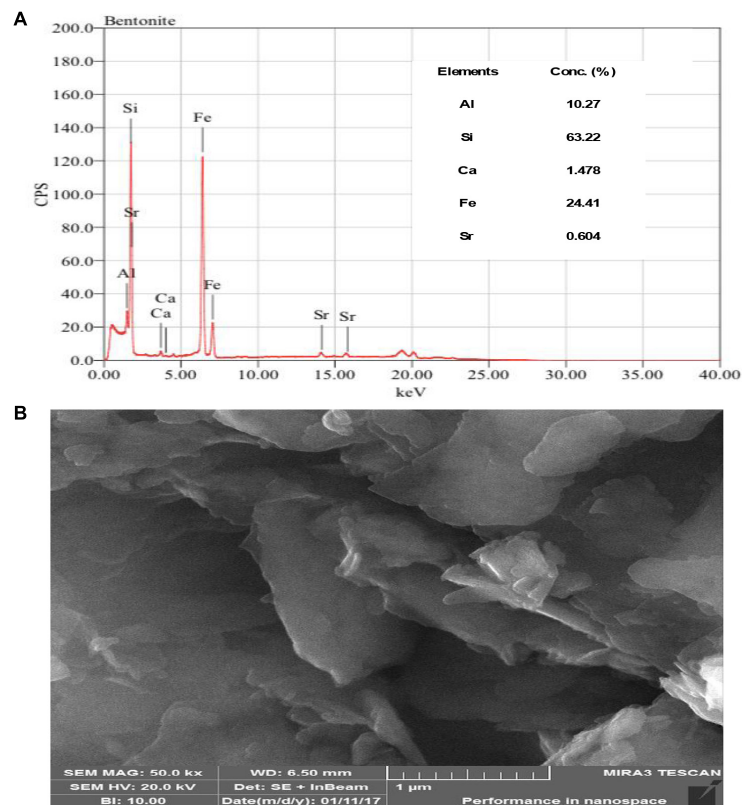 A
Bentonite
200.0
180.0
160.0
140.0
120.0
100.0
80.0
60.0
40.0
20.0
0.0
CPS
Si
Sr
Al
Ca
Ca
Fe
Fe
Sr
Sr
Elements Conc. (%)
Al 10.27
Si 63.22
Ca 1.478
Fe 24.41
Sr 0.604
0.00 5.00 10.00 15.00 20.00 25.00 30.00 35.00 40.00
keV
B
SEM MAG: 50.0 kx WD: 6.50 mm MIRA3 TESCAN
SEM HV: 20.0 kV Det: SE + InBeam 1 µm
BI: 10.00 Date(m/d/y): 01/11/17 Performance in nanospace